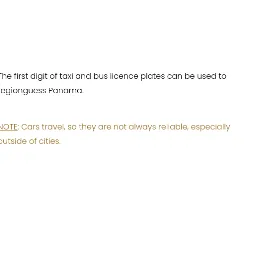 The first digit of taxi and bus licence plates can be used to
regionguess Panama.
NOTE: Cars travel, so they are not always reliable, especially
outside of cities.